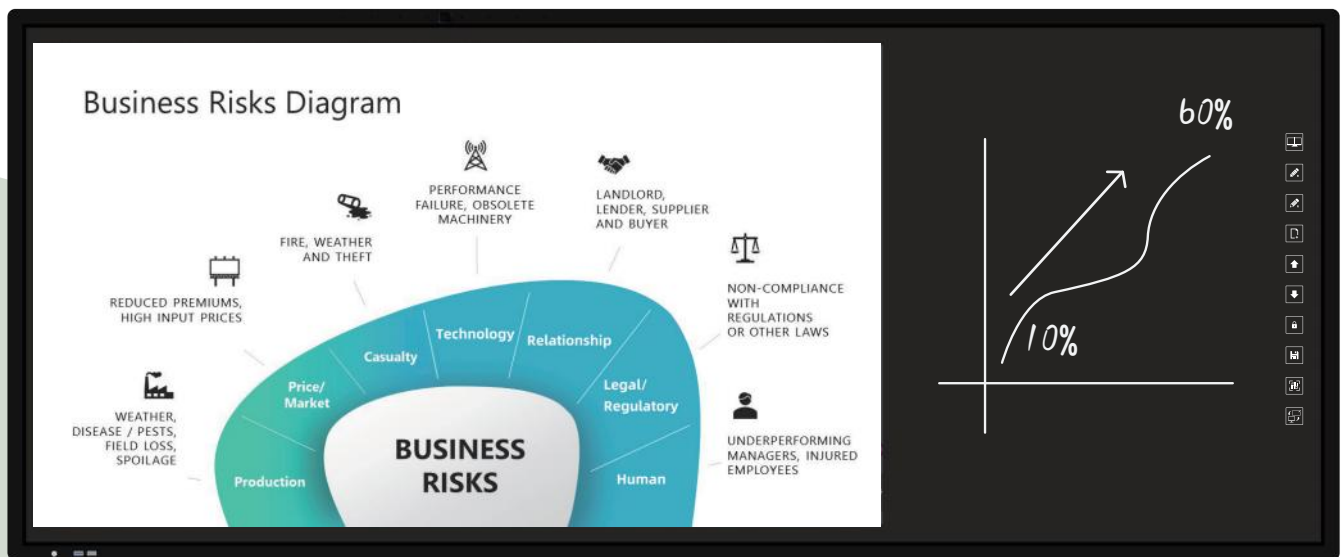 Business Risks Diagram
PERFORMANCE
FAILURE, OBSOLETE
MACHINERY
LANDLORD,
LENDER, SUPPLIER
AND BUYER
FIRE, WEATHER
AND THEFT
NON-COMPLIANCE
WITH
REGULATIONS
OR OTHER LAWS
REDUCED PREMIUMS,
HIGH INPUT PRICES
WEATHER,
DISEASE / PESTS,
FIELD LOSS,
SPOILAGE
UNDERPERFORMING
MANAGERS, INJURED
EMPLOYEES
Production
Price/
Market
Casualty
Technology
Relationship
Legal/
Regulatory
Human
BUSINESS
RISKS
60%
10%